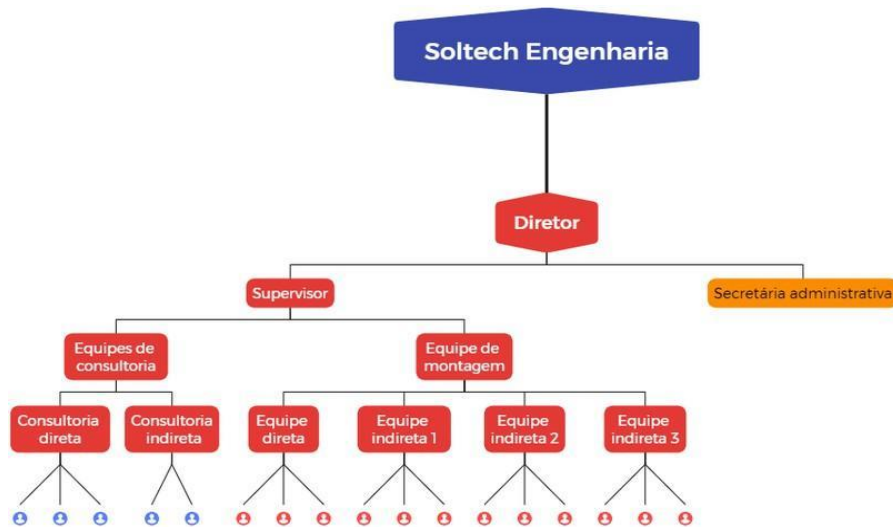 Soltech Engenharia
Diretor
Supervisor
Secretária administrativa
Equipes de
consultoria
Equipe de
montagem
Consultoria
direta
Consultoria
indireta
Equipe
direta
Equipe
indireta 1
Equipe
indireta 2
Equipe
indireta 3